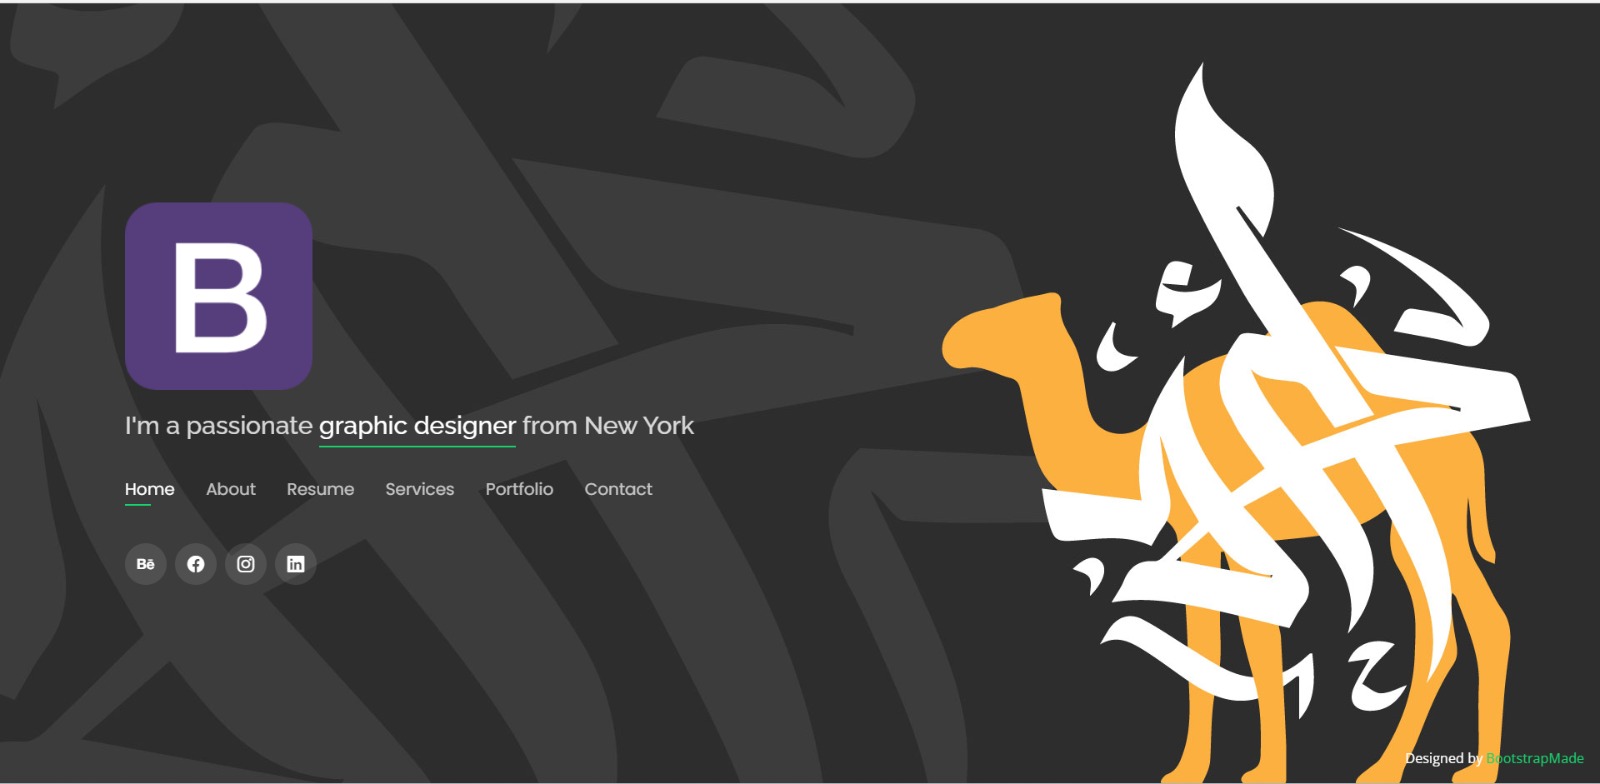 B
I'm a passionate graphic designer from New York
Home About Resume Services Portfolio Contact
Bē
Designed by BootstrapMade